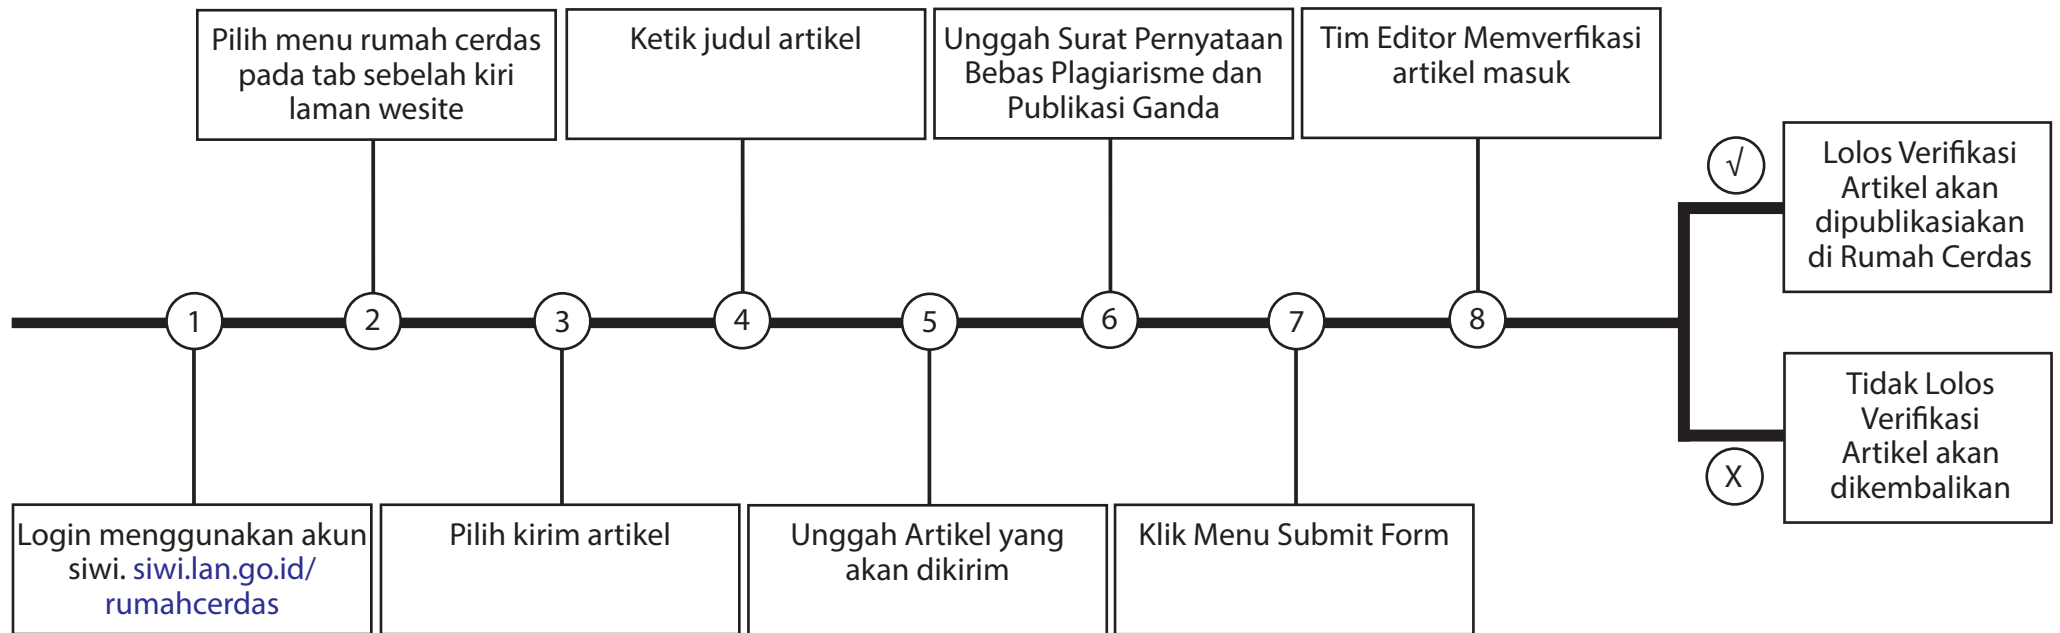 Pilih menu rumah cerdas
pada tab sebelah kiri
laman wesite
Ketik judul artikel
Unggah Surat Pernyataan
Bebas Plagiarisme dan
Publikasi Ganda
Tim Editor Memverfikasi
artikel masuk
√
Lolos Verifikasi
Artikel akan
dipublikasiakan
di Rumah Cerdas
1
2
3
4
5
6
7
8
X
Tidak Lolos
Verifikasi
Artikel akan
dikembalikan
Login menggunakan akun
siwi. siwi.lan.go.id/
rumahcerdas
Pilih kirim artikel
Unggah Artikel yang
akan dikirim
Klik Menu Submit Form